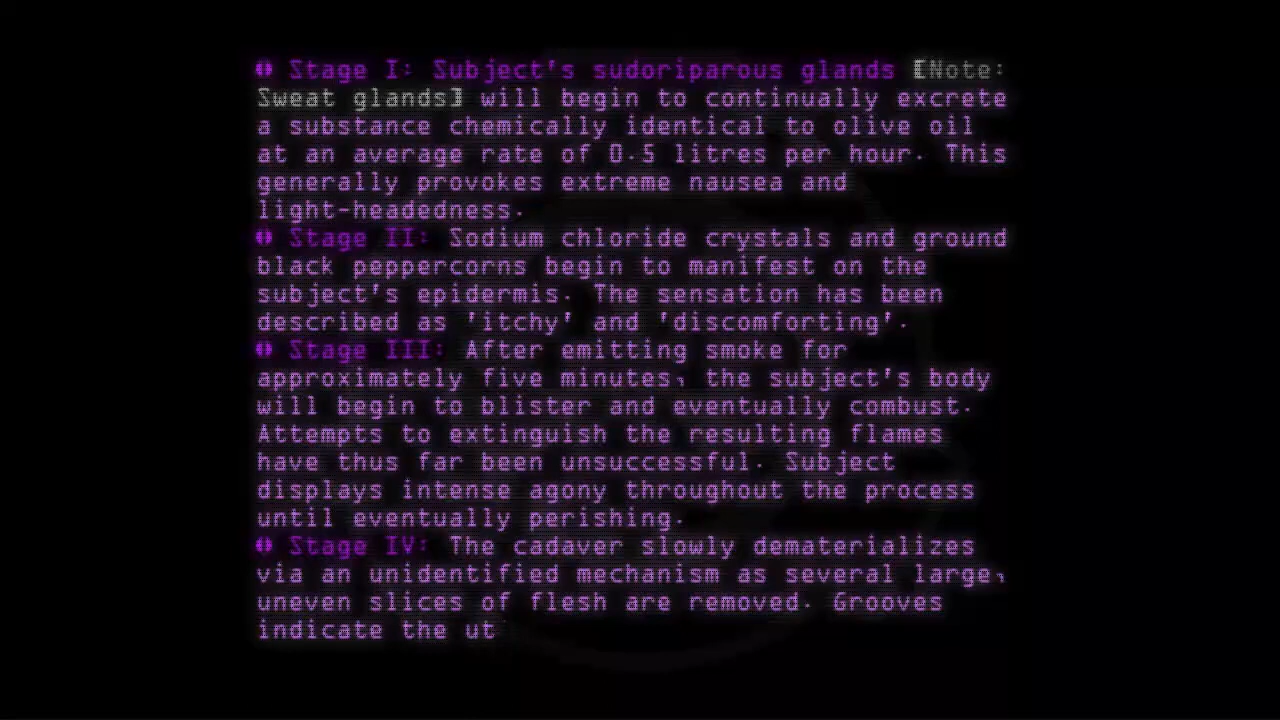 Stage I: Subject's sudoriparous glands [Note:
Sweat glands] will begin to continually excrete
a substance chemically identical to olive oil
at an average rate of 0.5 litres per hour. This
generally provokes extreme nausea and
light-headedness.
Stage II: Sodium chloride crystals and ground
black peppercorns begin to manifest on the
subject's epidermis. The sensation has been
described as 'itchy' and 'discomforting'.
Stage III: After emitting smoke for
approximately five minutes, the subject's body
will begin to blister and eventually combust.
Attempts to extinguish the resulting flames
have thus far been unsuccessful. Subject
displays intense agony throughout the process
until eventually perishing.
Stage IV: The cadaver slowly dematerializes
via an unidentified mechanism as several large,
uneven slices of flesh are removed. Grooves
indicate the ut